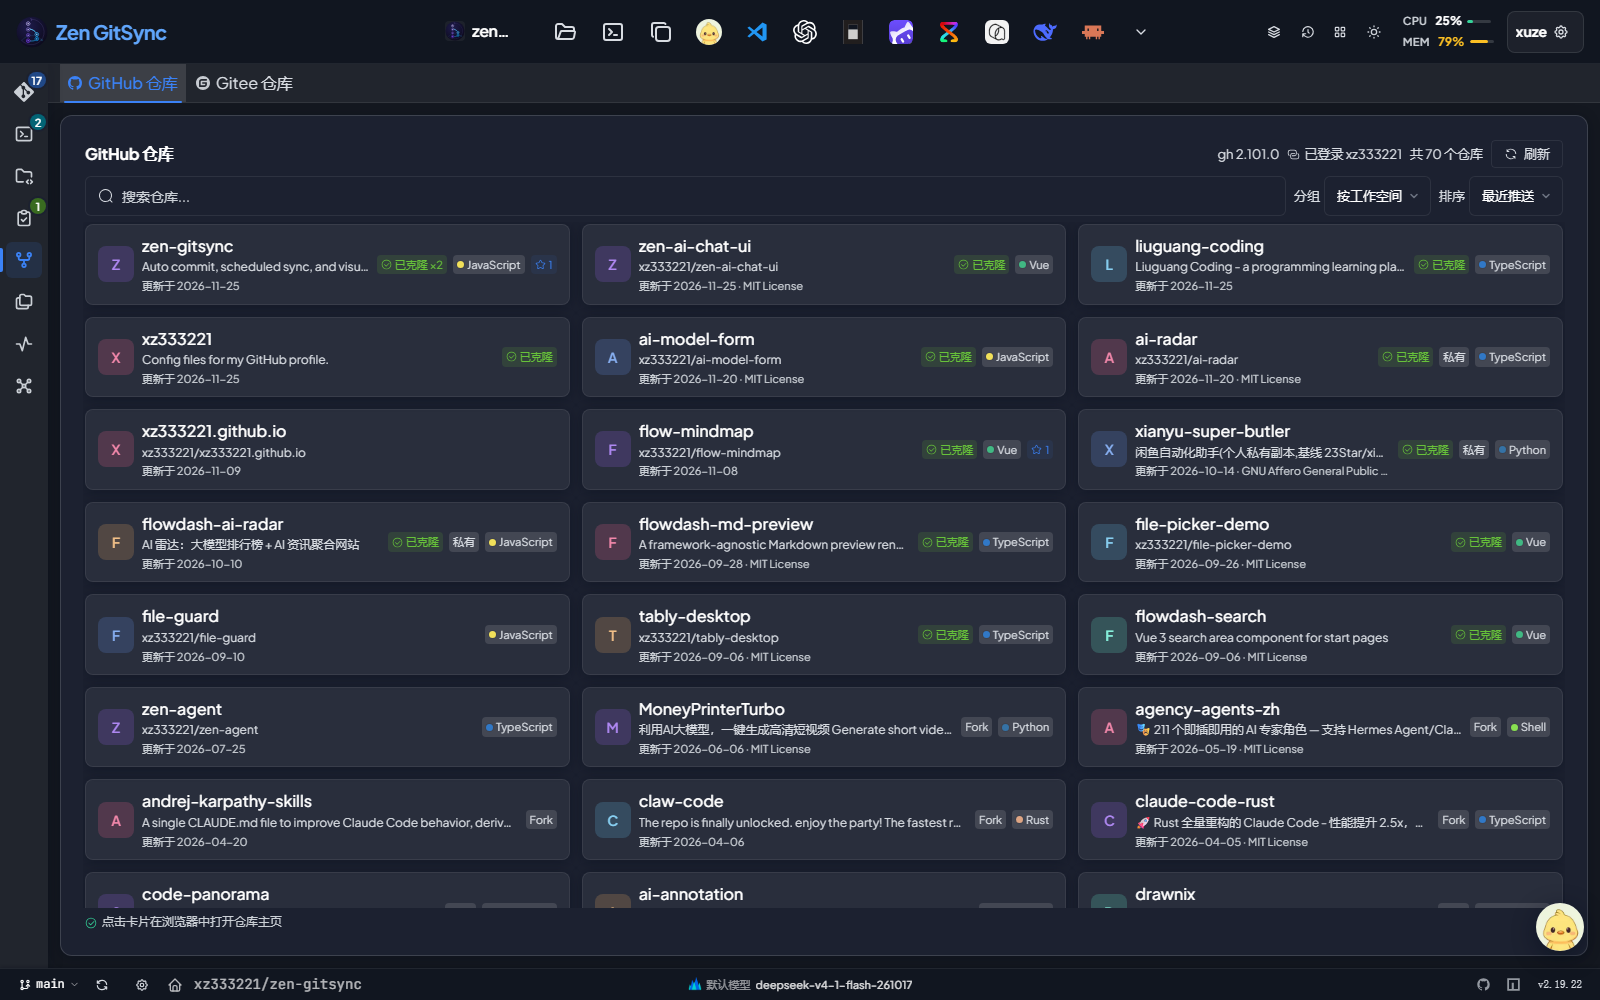 Zen GitSync
zen...
CPU 25%
MEM 79%
xuze
17
2
1
GitHub 仓库
Gitee 仓库
GitHub 仓库
gh 2.101.0
已登录 xz333221
共 70 个仓库
刷新
搜索仓库...
分组
按工作空间
排序
最近推送
Z
zen-gitsync
Auto commit, scheduled sync, and visu...
更新于 2026-11-25
已克隆 ×2
JavaScript
1
Z
zen-ai-chat-ui
xz333221/zen-ai-chat-ui
更新于 2026-11-25 · MIT License
已克隆
Vue
L
liuguang-coding
Liuguang Coding - a programming learning pla...
更新于 2026-11-25
已克隆
TypeScript
X
xz333221
Config files for my GitHub profile.
更新于 2026-11-25
已克隆
A
ai-model-form
xz333221/ai-model-form
更新于 2026-11-20 · MIT License
已克隆
JavaScript
A
ai-radar
xz333221/ai-radar
更新于 2026-11-20 · MIT License
已克隆
私有
TypeScript
X
xz333221.github.io
xz333221/xz333221.github.io
更新于 2026-11-09
F
flow-mindmap
xz333221/flow-mindmap
更新于 2026-11-08
已克隆
Vue
1
X
xianyu-super-butler
闲鱼自动化助手(个人私有副本,基线 23Star/xi...
更新于 2026-10-14 · GNU Affero General Public ...
已克隆
私有
Python
F
flowdash-ai-radar
AI 雷达：大模型排行榜 + AI 资讯聚合网站
更新于 2026-10-10
已克隆
私有
JavaScript
F
flowdash-md-preview
A framework-agnostic Markdown preview ren...
更新于 2026-09-28 · MIT License
已克隆
TypeScript
F
file-picker-demo
xz333221/file-picker-demo
更新于 2026-09-26 · MIT License
已克隆
Vue
F
file-guard
xz333221/file-guard
更新于 2026-09-10
JavaScript
T
tably-desktop
xz333221/tably-desktop
更新于 2026-09-06 · MIT License
已克隆
TypeScript
F
flowdash-search
Vue 3 search area component for start pages
更新于 2026-09-06 · MIT License
已克隆
Vue
Z
zen-agent
xz333221/zen-agent
更新于 2026-07-25
TypeScript
M
MoneyPrinterTurbo
利用AI大模型，一键生成高清短视频 Generate short vide...
更新于 2026-06-06 · MIT License
Fork
Python
A
agency-agents-zh
211 个即插即用的 AI 专家角色 — 支持 Hermes Agent/Cla...
更新于 2026-05-19 · MIT License
Fork
Shell
A
andrej-karpathy-skills
A single CLAUDE.md file to improve Claude Code behavior, deriv...
更新于 2026-04-20
Fork
C
claw-code
The repo is finally unlocked. enjoy the party! The fastest r...
更新于 2026-04-06
Fork
Rust
C
claude-code-rust
Rust 全量重构的 Claude Code - 性能提升 2.5x，...
更新于 2026-04-05 · MIT License
Fork
TypeScript
code-panorama
ai-annotation
drawnix
点击卡片在浏览器中打开仓库主页
main
xz333221/zen-gitsync
默认模型 deepseek-v4-1-flash-261017
v2.19.22